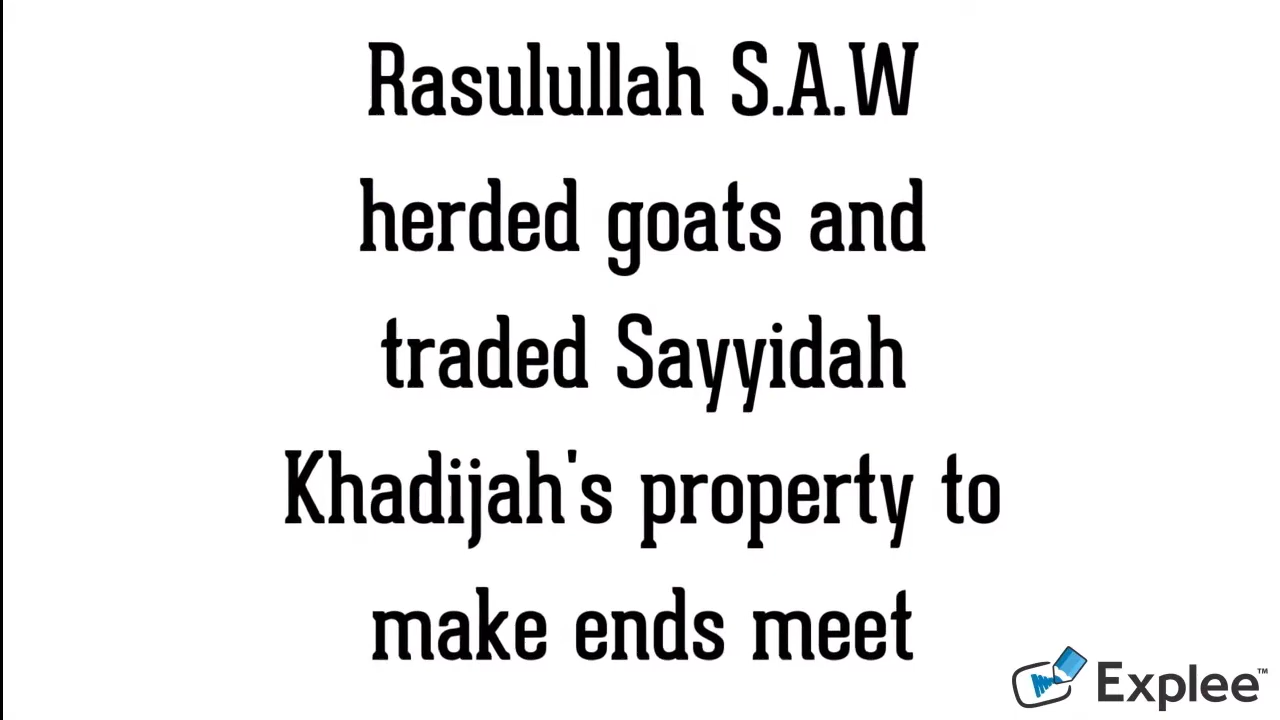 Rasulullah S.A.W
herded goats and
traded Sayyidah
Khadijah's property to
make ends meet
Explee™